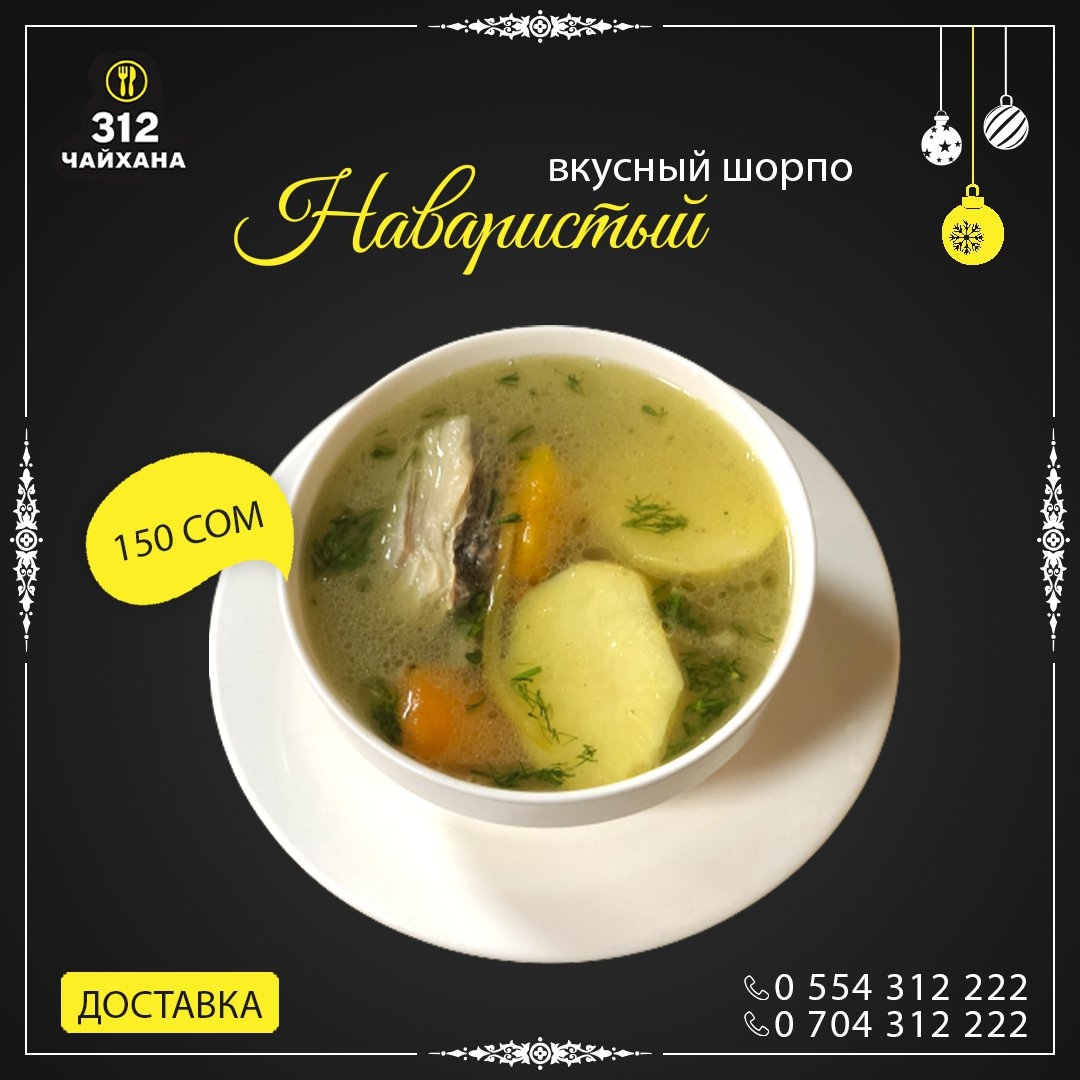 312
ЧАЙХАНА
вкусный шорпо
Наваристый
150 СОМ
ДОСТАВКА
0 554 312 222
0 704 312 222